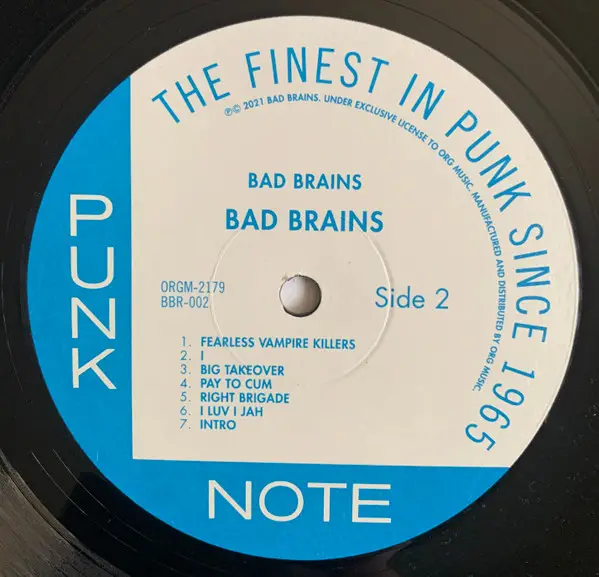 THE FINEST IN PUNK SINCE 1965
℗© 2021 BAD BRAINS. UNDER EXCLUSIVE LICENSE TO ORG MUSIC. MANUFACTURED AND DISTRIBUTED BY ORG MUSIC.
BAD BRAINS
BAD BRAINS
ORGM-2179
BBR-002
Side 2
1. FEARLESS VAMPIRE KILLERS
2. I
3. BIG TAKEOVER
4. PAY TO CUM
5. RIGHT BRIGADE
6. I LUV I JAH
7. INTRO
PUNK
NOTE